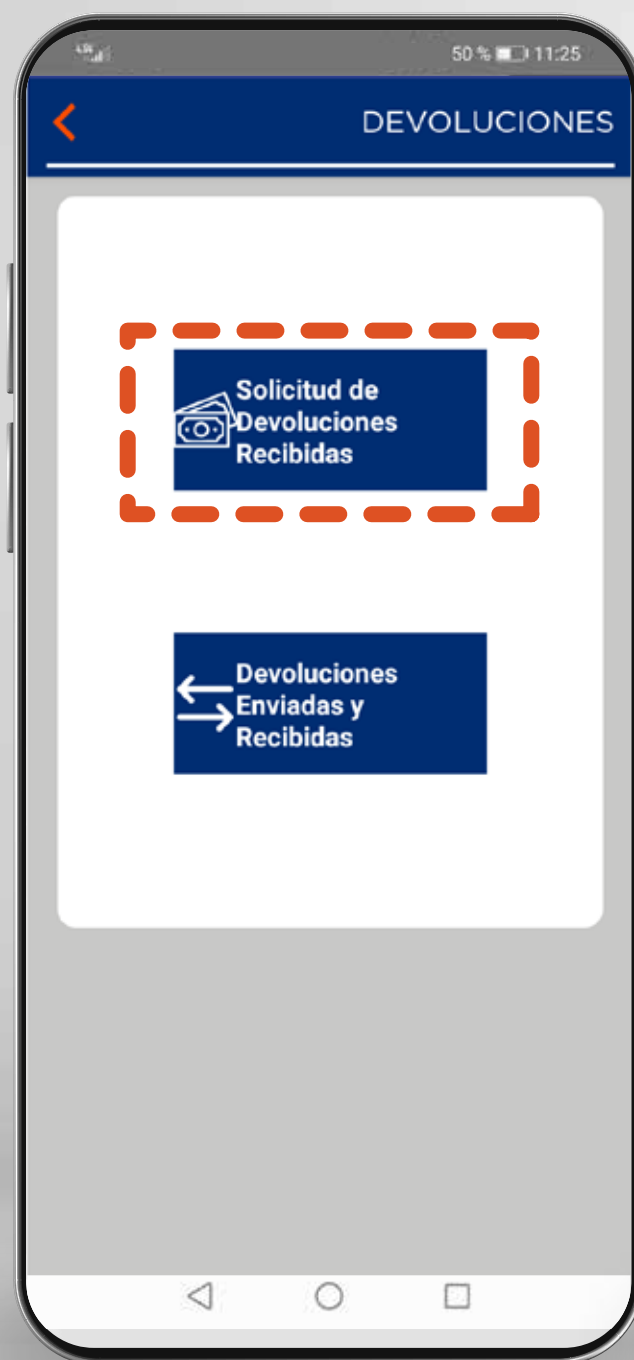 50 % 11:25
DEVOLUCIONES
Solicitud de
Devoluciones
Recibidas
Devoluciones
Enviadas y
Recibidas